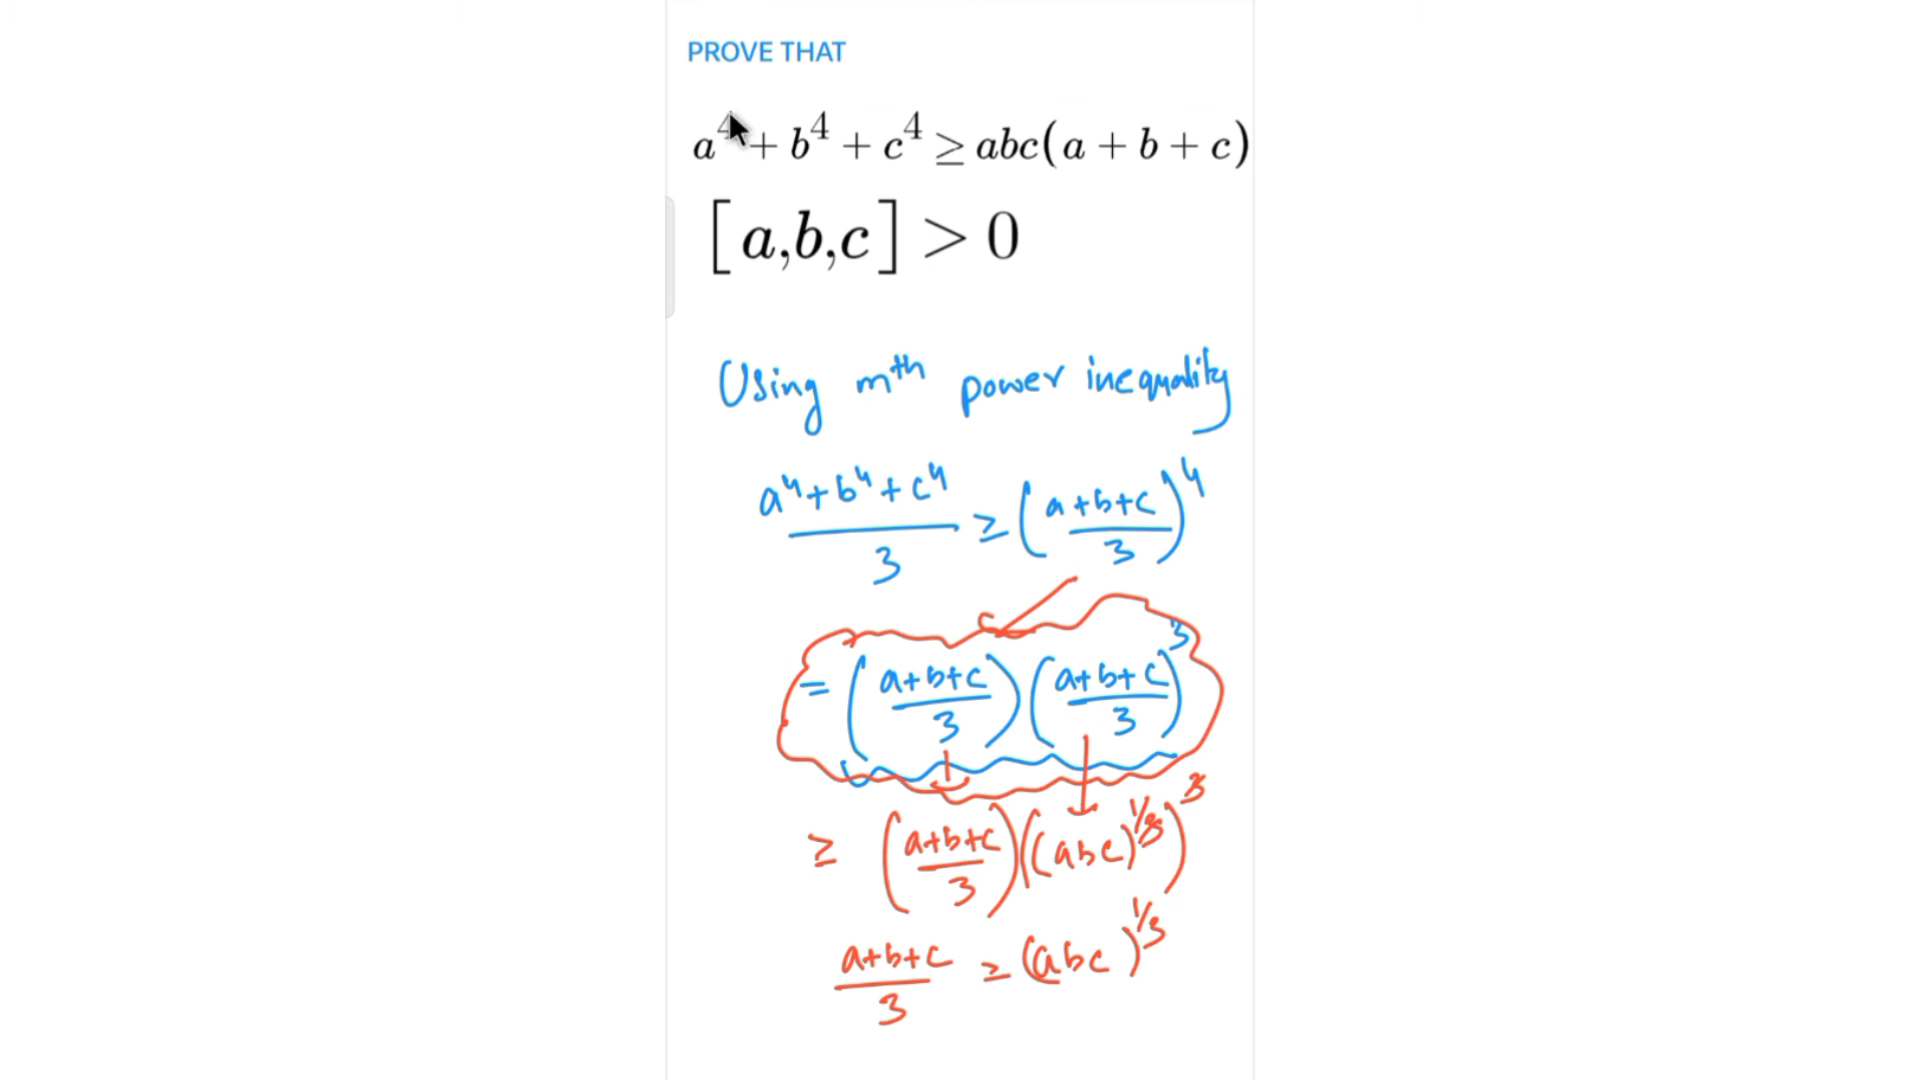 PROVE THAT
a⁴ + b⁴ + c⁴ ≥ abc(a + b + c)
[a,b,c] > 0
Using mᵗʰ power inequality
(a⁴+b⁴+c⁴)/3 ≥ ((a+b+c)/3)⁴
= ((a+b+c)/3) ((a+b+c)/3)³
≥ ((a+b+c)/3) ((abc)^(1/3))³
(a+b+c)/3 ≥ (abc)^(1/3)